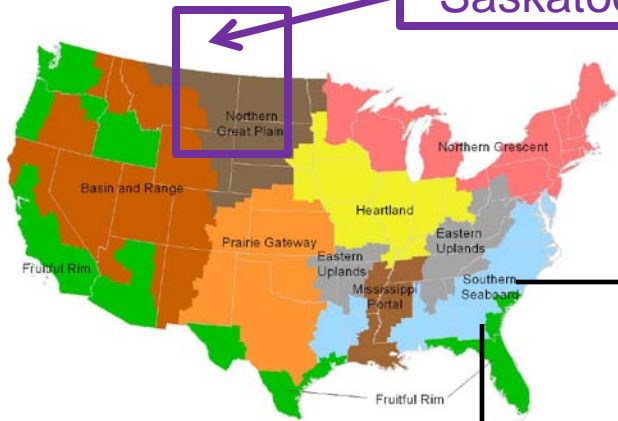 Northern
Great Plain
Northern Crescent
Basin and Range
Heartland
Prairie Gateway
Eastern
Uplands
Eastern
Uplands
Fruitful Rim
Mississippi
Portal
Southern
Seaboard
Fruitful Rim